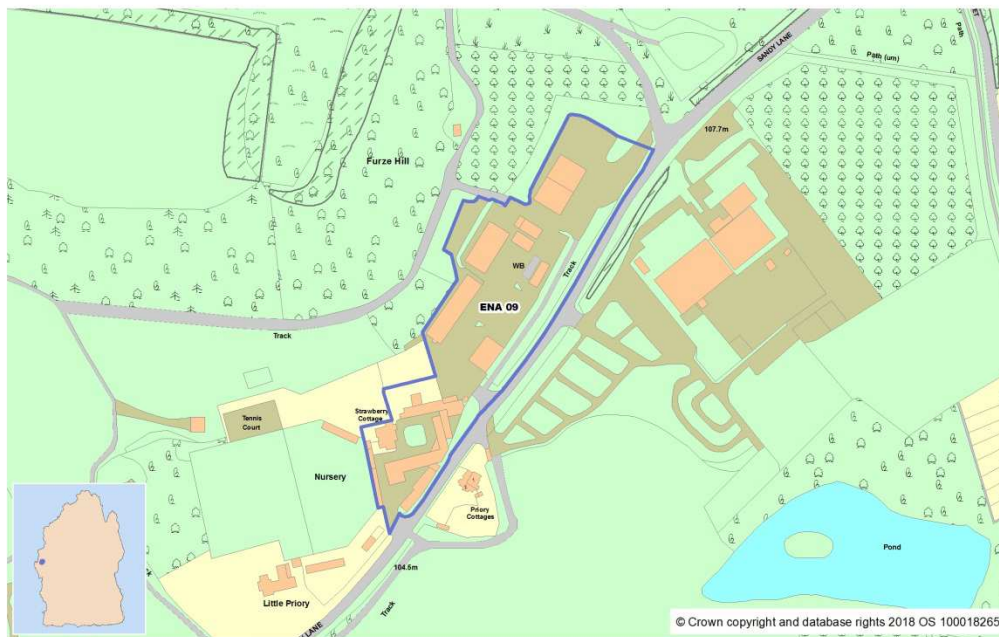 SANDY LANE
Path (um)
Path
107.7m
Furze Hill
WB
Track
ENA 09
Track
Strawberry
Cottage
Tennis
Court
Nursery
Priory
Cottages
Pond
104.5m
Little Priory
Track
LANE
© Crown copyright and database rights 2018 OS 100018265